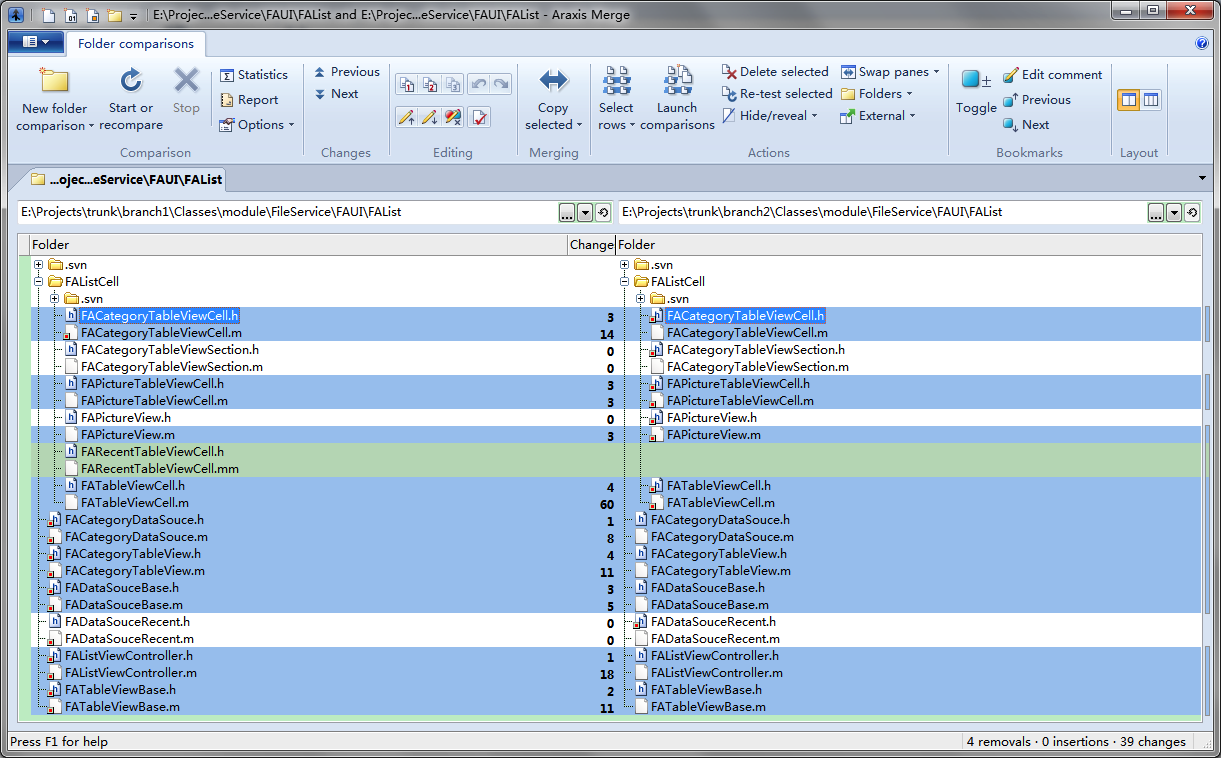 E:\Projec...eService\FAUI\FAList and E:\Projec...eService\FAUI\FAList - Araxis Merge
Folder comparisons
New folder comparison
Start or recompare
Stop
Statistics
Report
Options
Comparison
Previous
Next
Changes
Editing
Copy selected
Merging
Select rows
Launch comparisons
Delete selected
Re-test selected
Hide/reveal
Swap panes
Folders
External
Actions
Toggle
Edit comment
Previous
Next
Bookmarks
Layout
...ojec...eService\FAUI\FAList
E:\Projects\trunk\branch1\Classes\module\FileService\FAUI\FAList ... E:\Projects\trunk\branch2\Classes\module\FileService\FAUI\FAList ...
Folder Change Folder
.svn .svn
FAListCell FAListCell
.svn .svn
FACategoryTableViewCell.h 3 FACategoryTableViewCell.h
FACategoryTableViewCell.m 14 FACategoryTableViewCell.m
FACategoryTableViewSection.h 0 FACategoryTableViewSection.h
FACategoryTableViewSection.m 0 FACategoryTableViewSection.m
FAPictureTableViewCell.h 3 FAPictureTableViewCell.h
FAPictureTableViewCell.m 3 FAPictureTableViewCell.m
FAPictureView.h 0 FAPictureView.h
FAPictureView.m 3 FAPictureView.m
FARecentTableViewCell.h
FARecentTableViewCell.mm
FATableViewCell.h 4 FATableViewCell.h
FATableViewCell.m 60 FATableViewCell.m
FACategoryDataSouce.h 1 FACategoryDataSouce.h
FACategoryDataSouce.m 8 FACategoryDataSouce.m
FACategoryTableView.h 4 FACategoryTableView.h
FACategoryTableView.m 11 FACategoryTableView.m
FADataSouceBase.h 3 FADataSouceBase.h
FADataSouceBase.m 5 FADataSouceBase.m
FADataSouceRecent.h 0 FADataSouceRecent.h
FADataSouceRecent.m 0 FADataSouceRecent.m
FAListViewController.h 1 FAListViewController.h
FAListViewController.m 18 FAListViewController.m
FATableViewBase.h 2 FATableViewBase.h
FATableViewBase.m 11 FATableViewBase.m
Press F1 for help 4 removals · 0 insertions · 39 changes